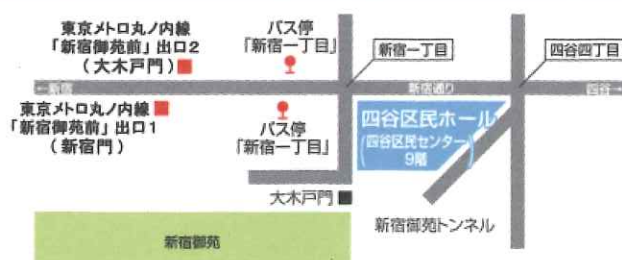 東京メトロ丸ノ内線
「新宿御苑前」出口2
(大木戸門)
バス停
「新宿一丁目」
新宿一丁目
四谷四丁目
←新宿
新宿通り
四谷→
東京メトロ丸ノ内線
「新宿御苑前」出口1
(新宿門)
バス停
「新宿一丁目」
四谷区民ホール
(四谷区民センター
9階)
大木戸門
新宿御苑トンネル
新宿御苑